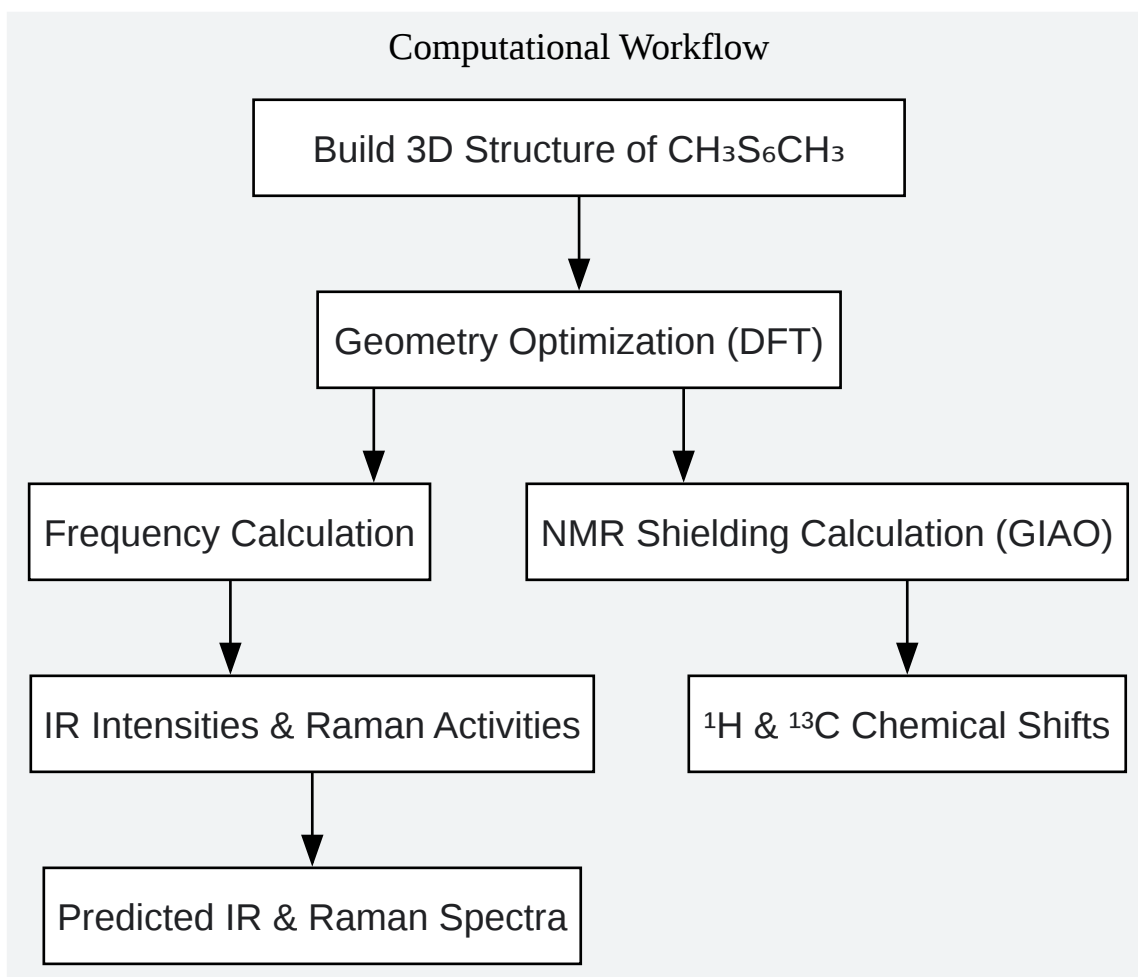 Computational Workflow
Build 3D Structure of CH₃S₆CH₃
Geometry Optimization (DFT)
Frequency Calculation
NMR Shielding Calculation (GIAO)
IR Intensities & Raman Activities
¹H & ¹³C Chemical Shifts
Predicted IR & Raman Spectra